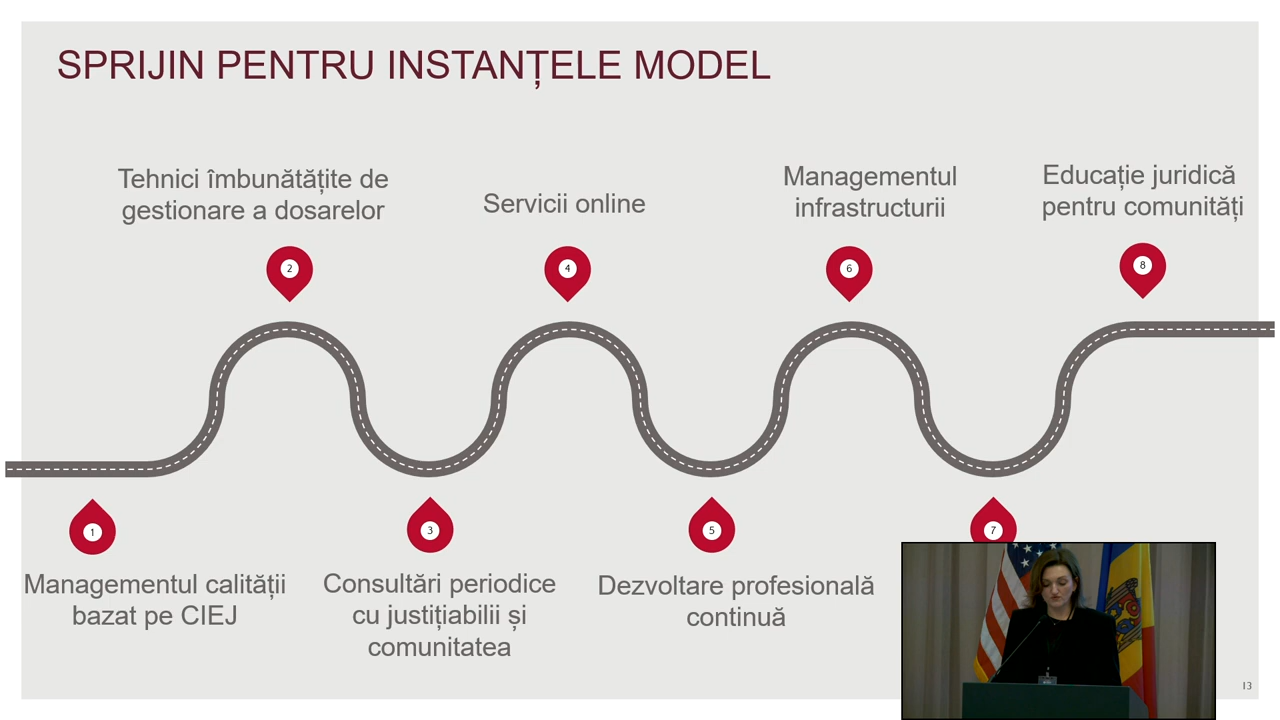 SPRIJIN PENTRU INSTANȚELE MODEL
Tehnici îmbunătățite de
gestionare a dosarelor
Servicii online
Managementul
infrastructurii
Educație juridică
pentru comunități
2
4
6
8
1
3
5
7
Managementul calității
bazat pe CIEJ
Consultări periodice
cu justițiabilii și
comunitatea
Dezvoltare profesională
continuă
13